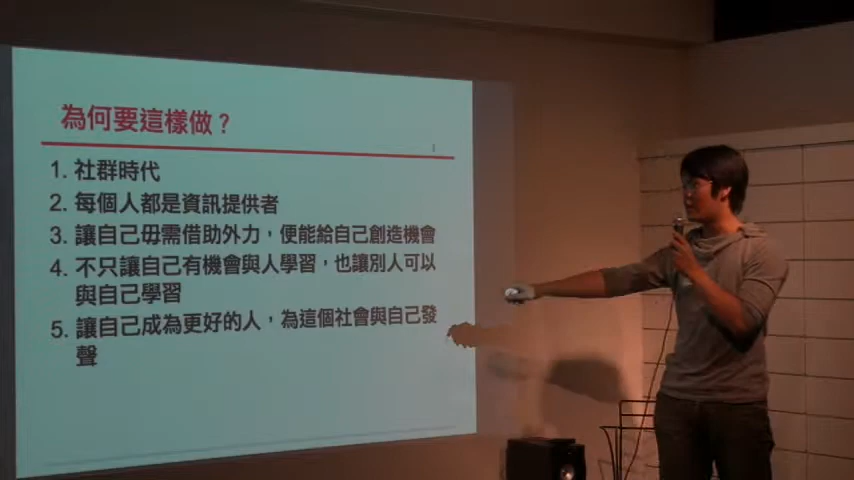 為何要這樣做？
1. 社群時代
2. 每個人都是資訊提供者
3. 讓自己毋需借助外力，便能給自己創造機會
4. 不只讓自己有機會與人學習，也讓別人可以
與自己學習
5. 讓自己成為更好的人，為這個社會與自己發
聲